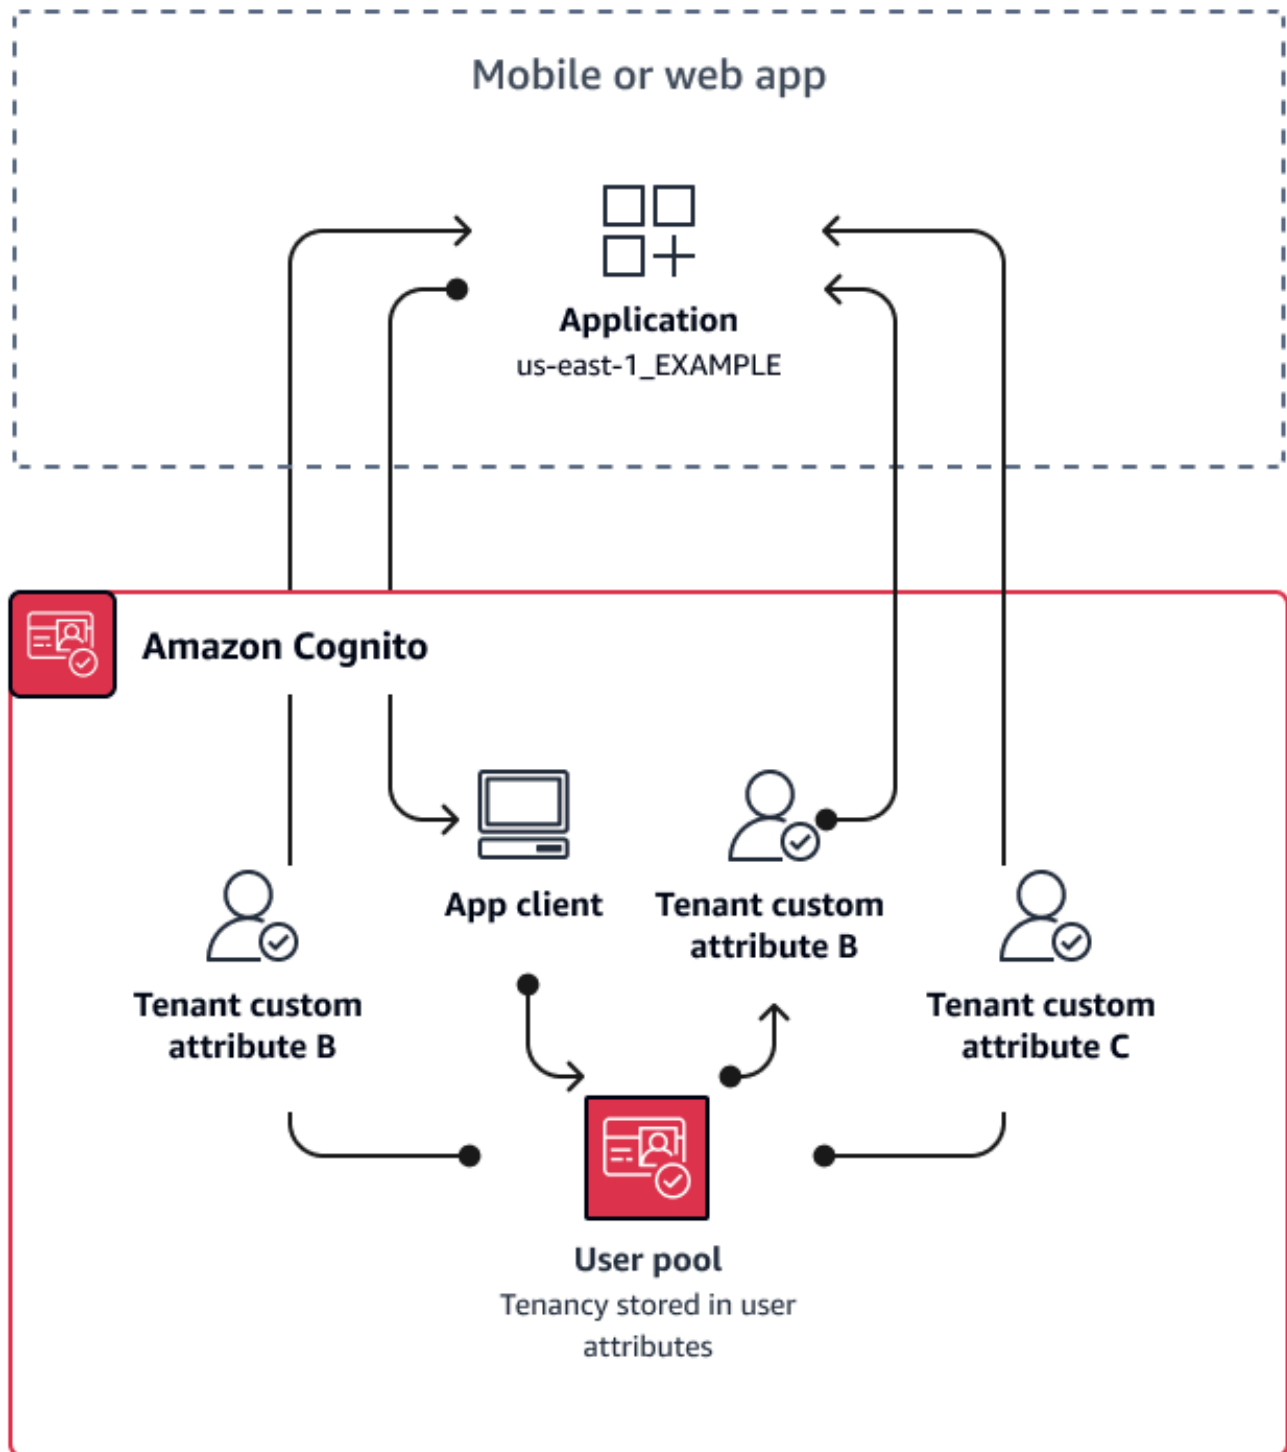 Mobile or web app
Application
us-east-1_EXAMPLE
Amazon Cognito
App client
Tenant custom
attribute B
Tenant custom
attribute B
Tenant custom
attribute C
User pool
Tenancy stored in user
attributes